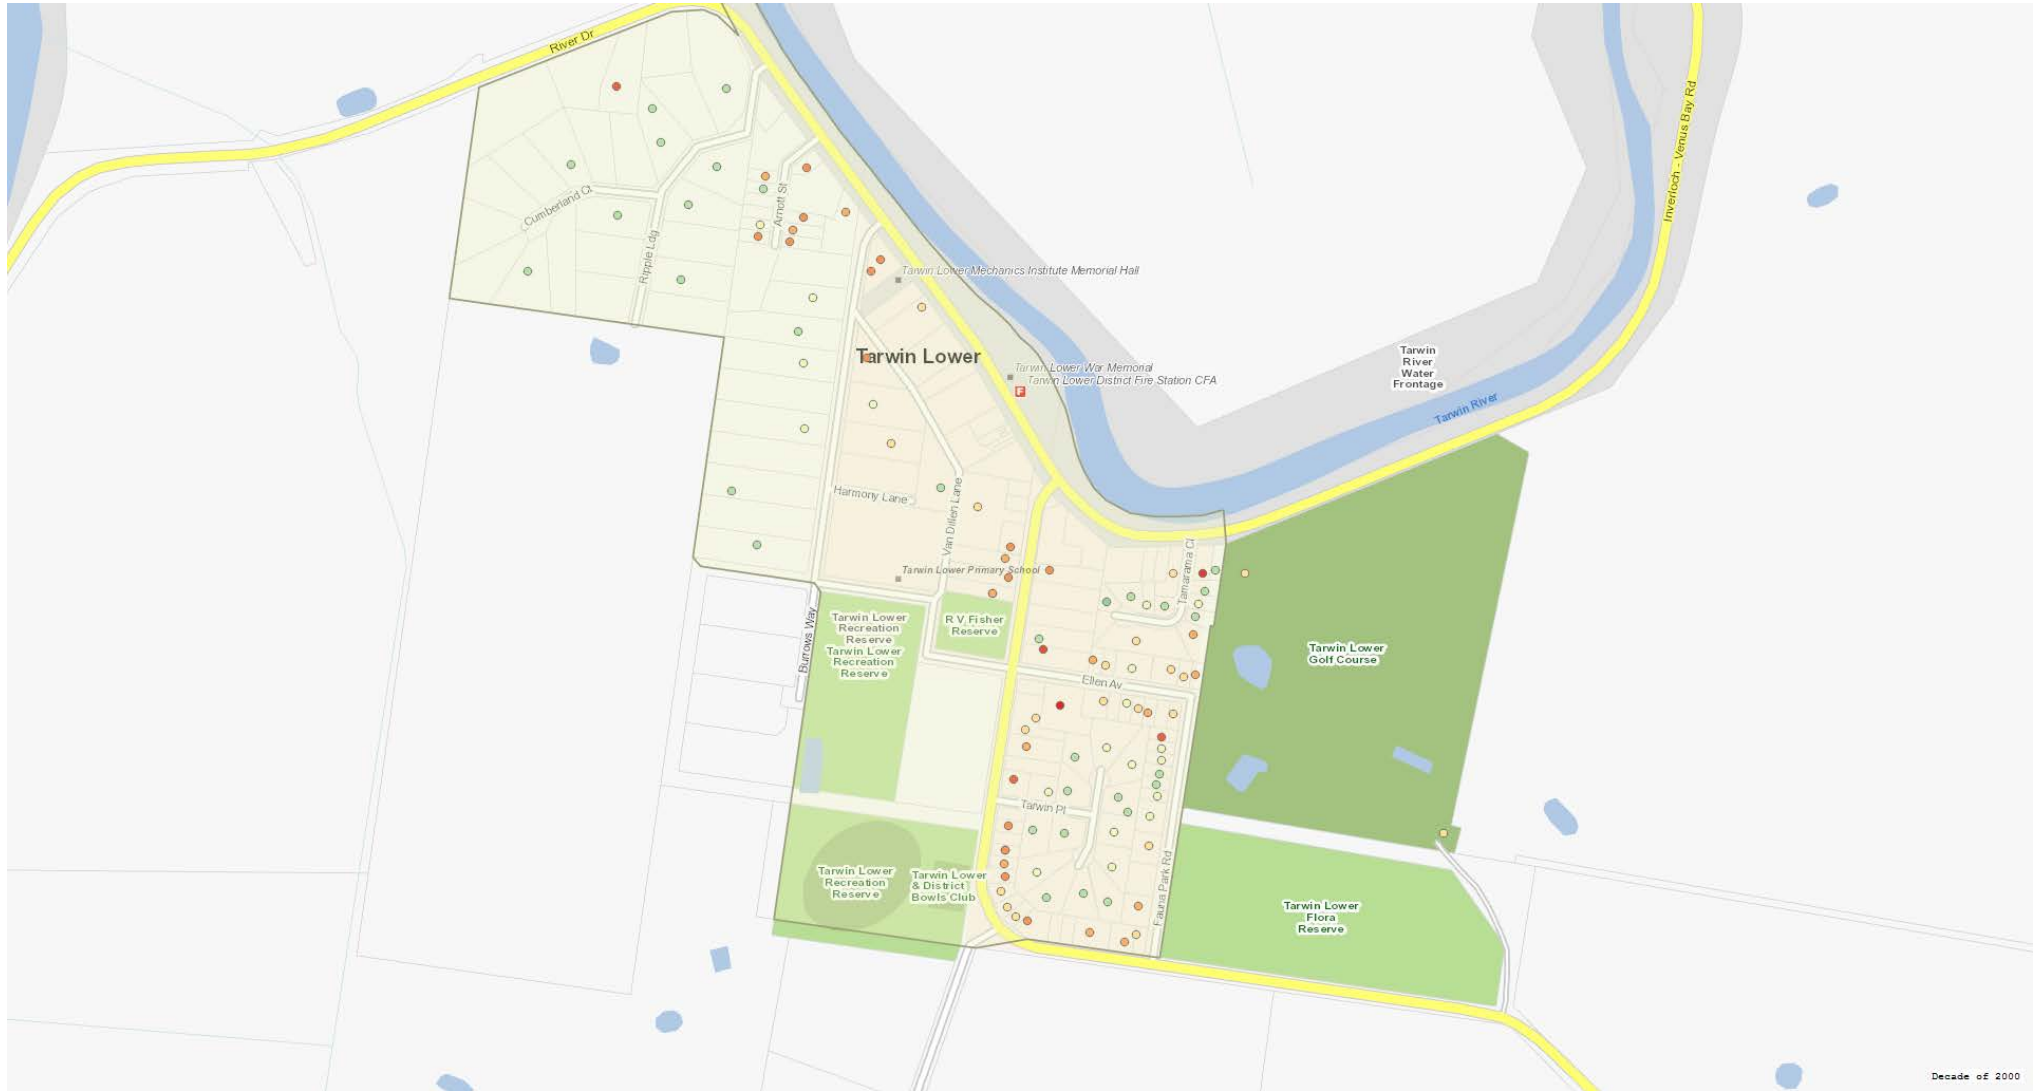 River Dr
Inverloch - Venus Bay Rd
Cumberland Ct
Arnott St
Ripple Ldg
Tarwin Lower Mechanics Institute Memorial Hall
Tarwin Lower
Tarwin Lower War Memorial
F
Tarwin Lower District Fire Station CFA
Tarwin
River
Water
Frontage
Tarwin River
Harmony Lane
Van Dillen Lane
Tarwin Lower Primary School
Tamarama Cl
Burrows Way
Tarwin Lower
Recreation
Reserve
Tarwin Lower
Recreation
Reserve
R V Fisher
Reserve
Ellen Av
Tarwin Lower
Golf Course
Tarwin Pl
Fauna Park Rd
Tarwin Lower
Recreation
Reserve
Tarwin Lower
& District
Bowls Club
Tarwin Lower
Flora
Reserve
Decade of 2000